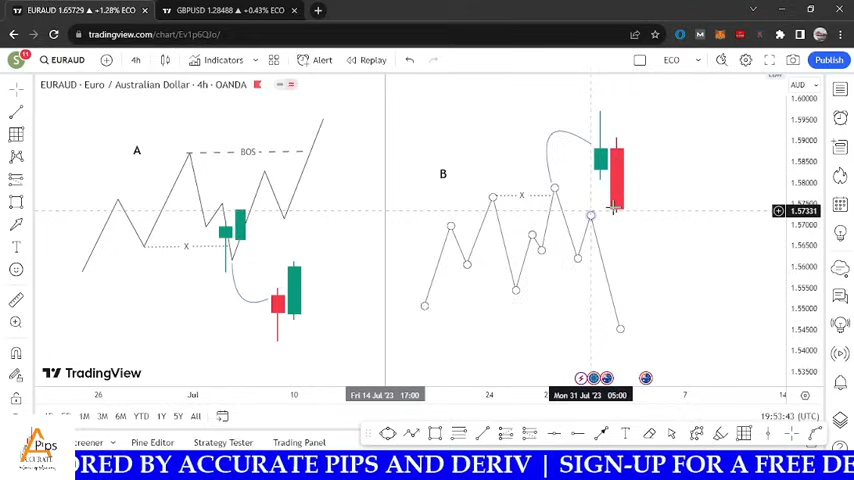 EURAUD 1.65729 ▲ +1.28% ECO
GBPUSD 1.28488 ▲ +0.43% ECO
tradingview.com/chart/Ev1p6QJo/
S
11
EURAUD
4h
Indicators
Alert
Replay
ECO
Publish
EURAUD · Euro / Australian Dollar · 4h · OANDA
AUD
1.60000
1.59500
1.59000
1.58500
1.58000
1.57331
1.57000
1.56500
1.56000
1.55500
1.55000
1.54500
1.54000
1.53500
A
BOS
X
B
X
TradingView
26
Jul
10
Fri 14 Jul '23 17:00
24
Mon 31 Jul '23 05:00
7
14
1M
3M
6M
YTD
1Y
5Y
All
19:53:43 (UTC)
Pine Editor
Strategy Tester
Trading Panel
Pips
ACCURATE
ORED BY ACCURATE PIPS AND DERIV | SIGN-UP FOR A FREE DE